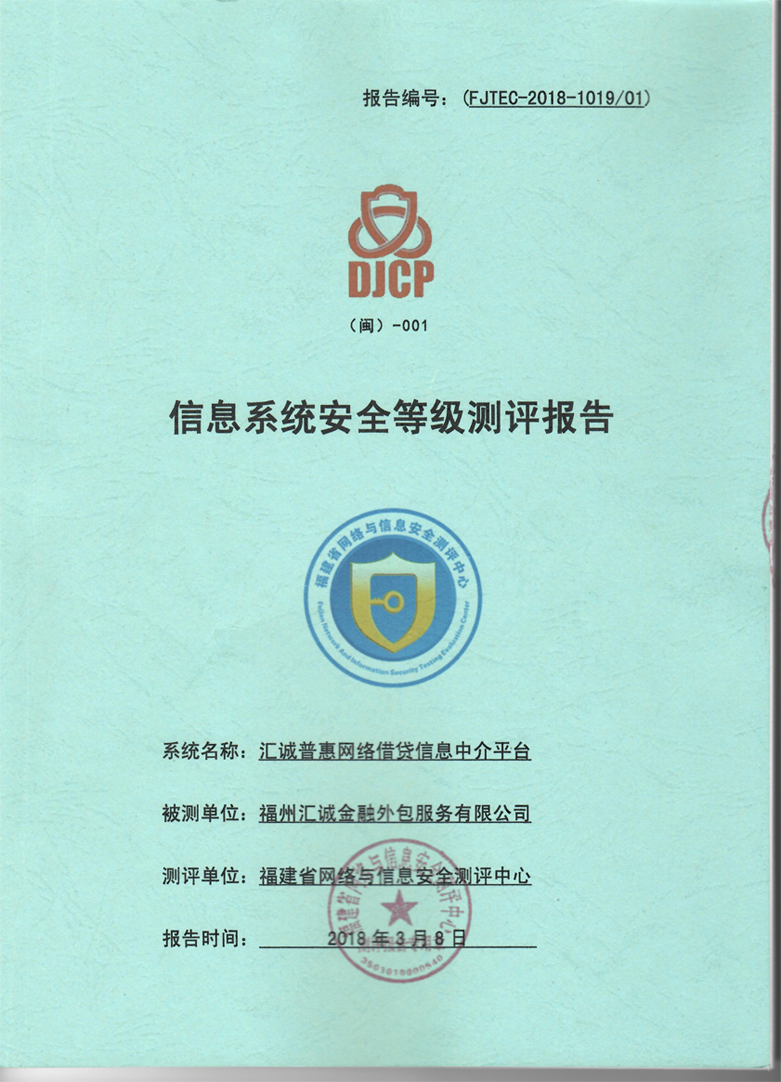 报告编号：(FJTEC-2018-1019/01)
DJCP
（闽）-001
信息系统安全等级测评报告
福建省网络与信息安全测评中心
Fujian Network And Information Security Testing Evaluation Center
系统名称：汇诚普惠网络借贷信息中介平台
被测单位：福州汇诚金融外包服务有限公司
测评单位：福建省网络与信息安全测评中心
报告时间：2018 年 3 月 8 日
福建省网络与信息安全测评中心